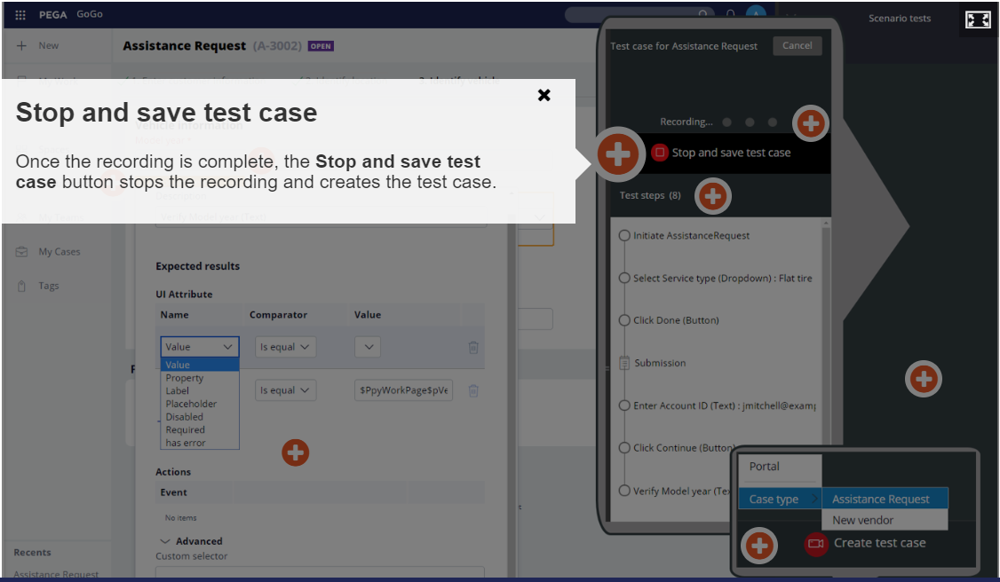 PEGA GoGo
Scenario tests
New
Assistance Request (A-3002) OPEN
Test case for Assistance Request
Cancel
Stop and save test case
Once the recording is complete, the Stop and save test
case button stops the recording and creates the test case.
Recording...
Stop and save test case
Test steps (8)
My Cases
Tags
Expected results
UI Attribute
Name Comparator Value
Value Is equal
Value
Property
Label
Placeholder
Disabled
Required
has error
Is equal $PpyWorkPage$pVe
Actions
Event
No items
Advanced
Custom selector
Recents
Assistance Request
Initiate AssistanceRequest
Select Service type (Dropdown) : Flat tire
Click Done (Button)
Submission
Enter Account ID (Text) : jmitchell@examp
Click Continue (Button)
Verify Model year (Tex
Portal
Case type
Assistance Request
New vendor
Create test case